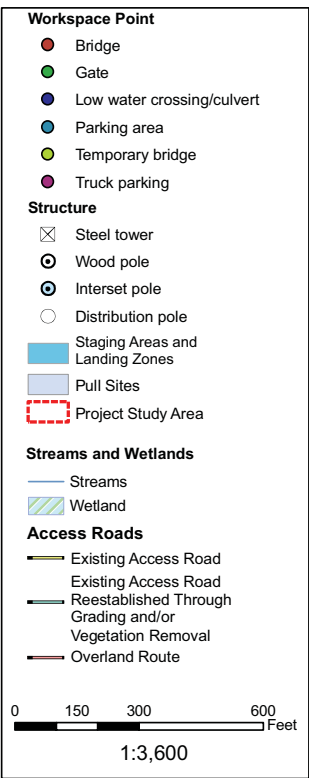 Workspace Point
Bridge
Gate
Low water crossing/culvert
Parking area
Temporary bridge
Truck parking
Structure
Steel tower
Wood pole
Interset pole
Distribution pole
Staging Areas and
Landing Zones
Pull Sites
Project Study Area
Streams and Wetlands
Streams
Wetland
Access Roads
Existing Access Road
Existing Access Road
Reestablished Through
Grading and/or
Vegetation Removal
Overland Route
0 150 300 600
Feet
1:3,600